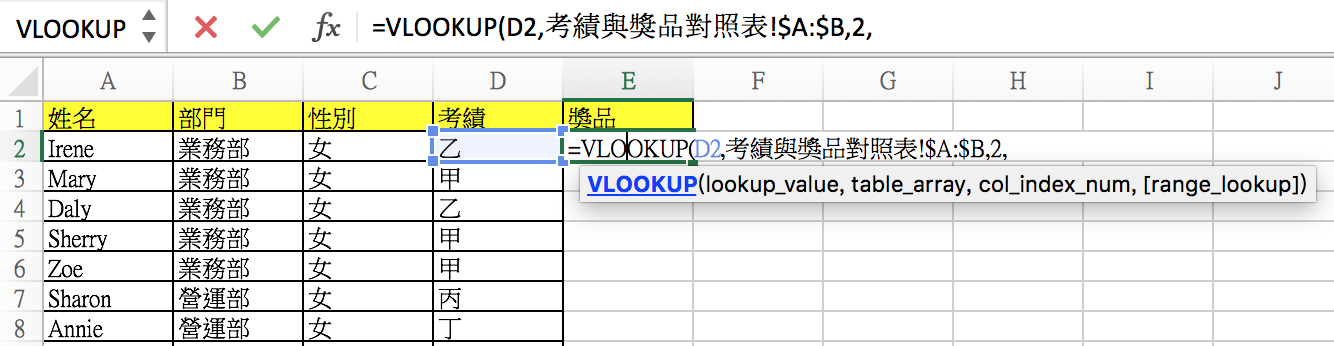 VLOOKUP fx =VLOOKUP(D2,考績與獎品對照表!$A:$B,2,
A B C D E F G H I J
1 姓名 部門 性別 考績 獎品
2 Irene 業務部 女 乙 =VLOOKUP(D2,考績與獎品對照表!$A:$B,2,
VLOOKUP(lookup_value, table_array, col_index_num, [range_lookup])
3 Mary 業務部 女 甲
4 Daly 業務部 女 乙
5 Sherry 業務部 女 甲
6 Zoe 業務部 女 甲
7 Sharon 營運部 女 丙
8 Annie 營運部 女 丁